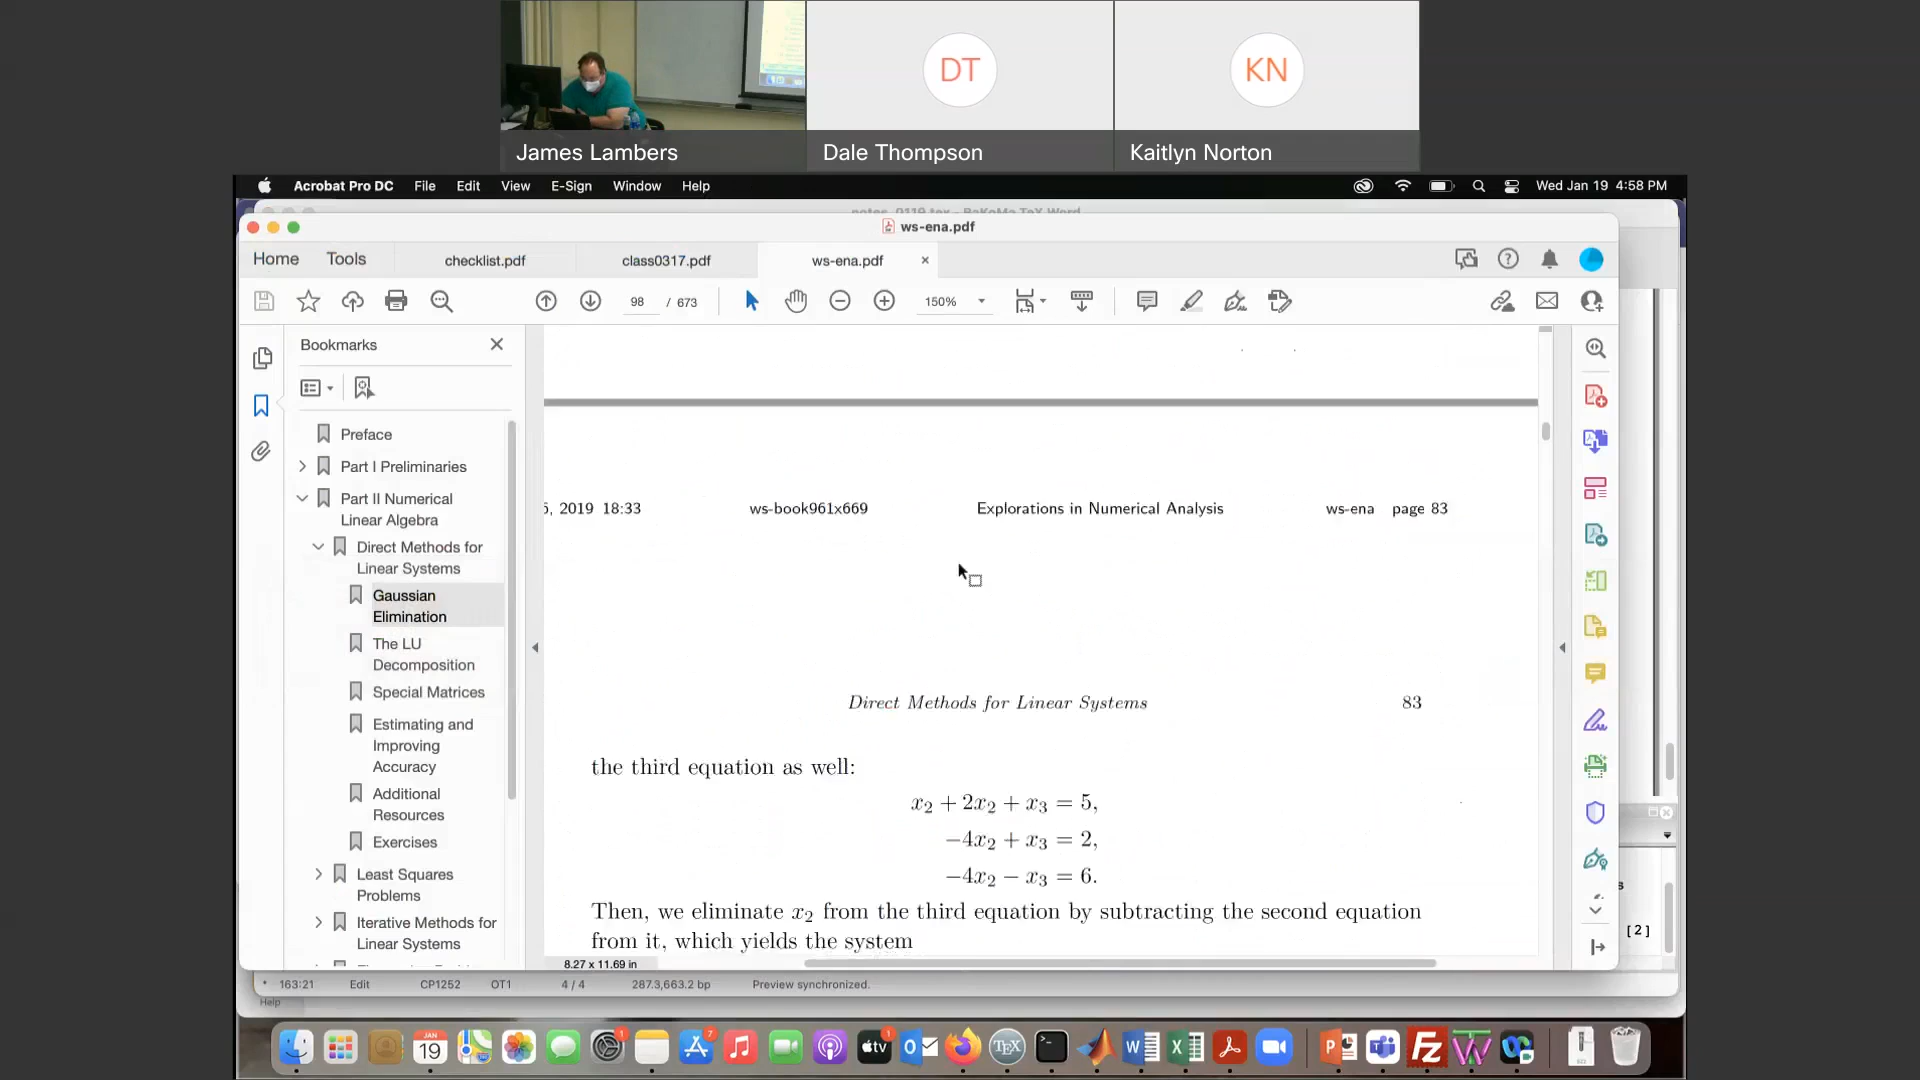 DT
KN
James Lambers
Dale Thompson
Kaitlyn Norton
Acrobat Pro DC File Edit View E-Sign Window Help
Wed Jan 19 4:58 PM
ws-ena.pdf
Home Tools checklist.pdf class0317.pdf ws-ena.pdf
98 / 673 150%
Bookmarks
Preface
Part I Preliminaries
Part II Numerical
Linear Algebra
Direct Methods for
Linear Systems
Gaussian
Elimination
The LU
Decomposition
Special Matrices
Estimating and
Improving
Accuracy
Additional
Resources
Exercises
Least Squares
Problems
Iterative Methods for
Linear Systems
5, 2019 18:33 ws-book961x669 Explorations in Numerical Analysis ws-ena page 83
Direct Methods for Linear Systems 83
the third equation as well:
x₂ + 2x₂ + x₃ = 5,
−4x₂ + x₃ = 2,
−4x₂ − x₃ = 6.
Then, we eliminate x₂ from the third equation by subtracting the second equation
from it, which yields the system
8.27 x 11.69 in
[2]
163:21 Edit CP1252 OT1 4 / 4 287.3,663.2 bp Preview synchronized.
Help
JAN
19
1
7
tv
1
TEX